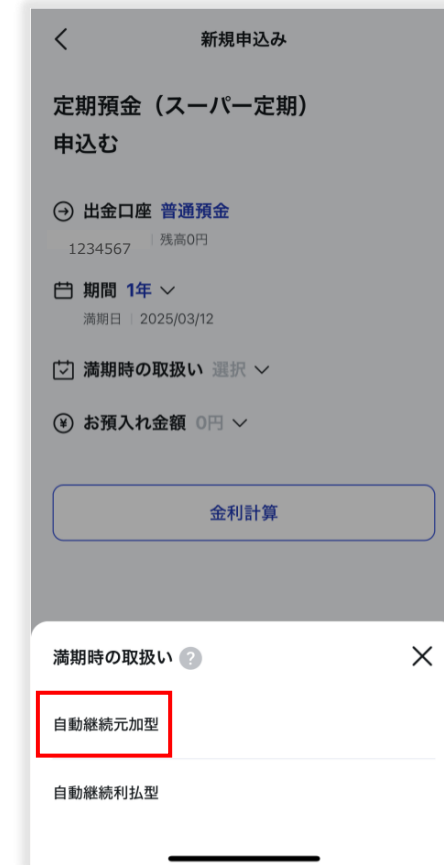 新規申込み
定期預金（スーパー定期）
申込む
出金口座 普通預金
1234567 残高0円
期間 1年
満期日 2025/03/12
満期時の取扱い 選択
お預入れ金額 0円
金利計算
満期時の取扱い ?
自動継続元加型
自動継続利払型